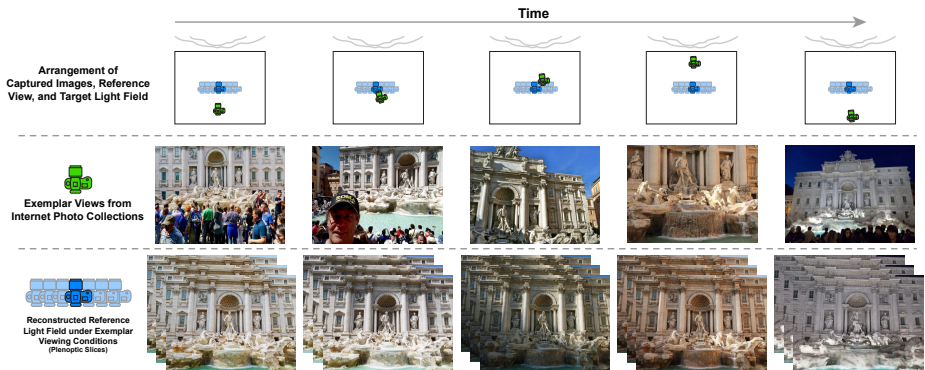 Time
Arrangement of
Captured Images, Reference
View, and Target Light Field
Exemplar Views from
Internet Photo Collections
Reconstructed Reference
Light Field under Exemplar
Viewing Conditions
(Plenoptic Slices)